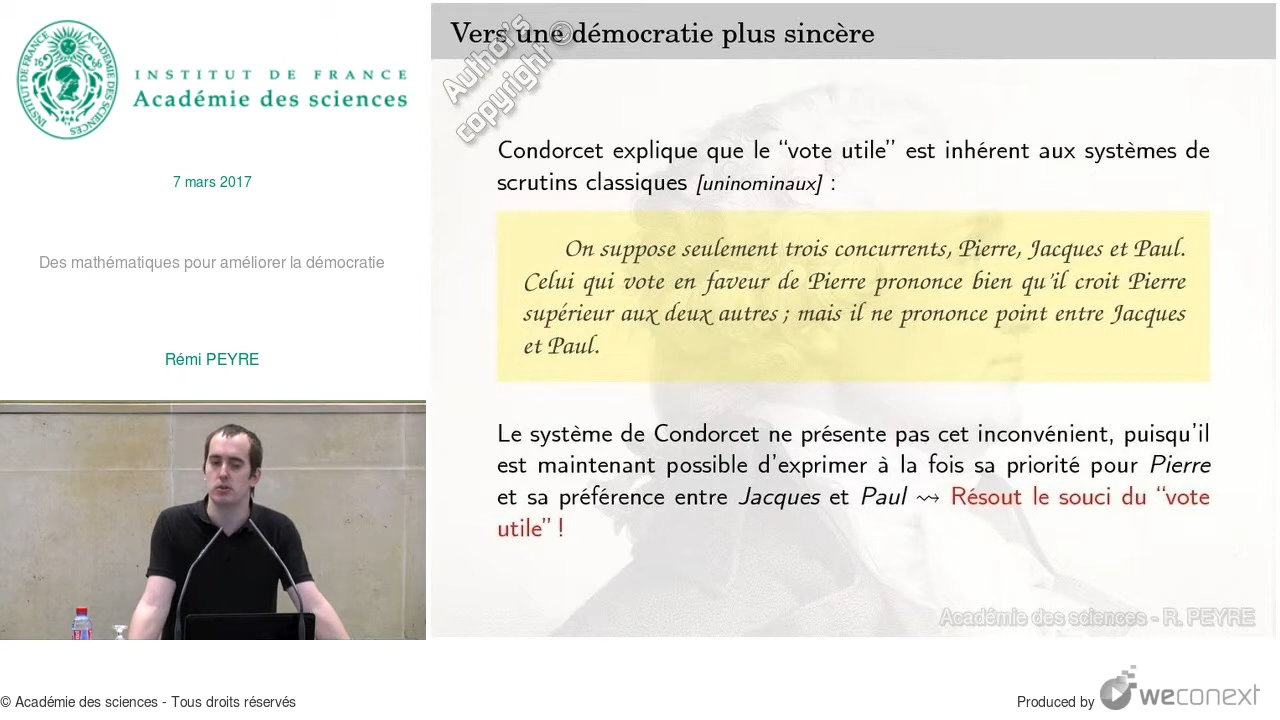 INSTITUT DE FRANCE
Académie des sciences
7 mars 2017
Des mathématiques pour améliorer la démocratie
Rémi PEYRE
Vers une démocratie plus sincère
Author's
copyright ©
Condorcet explique que le “vote utile” est inhérent aux systèmes de
scrutins classiques [uninominaux] :
On suppose seulement trois concurrents, Pierre, Jacques et Paul.
Celui qui vote en faveur de Pierre prononce bien qu’il croit Pierre
supérieur aux deux autres ; mais il ne prononce point entre Jacques
et Paul.
Le système de Condorcet ne présente pas cet inconvénient, puisqu’il
est maintenant possible d’exprimer à la fois sa priorité pour Pierre
et sa préférence entre Jacques et Paul ⇝ Résout le souci du “vote
utile” !
Académie des sciences - R. PEYRE
© Académie des sciences - Tous droits réservés
Produced by weconext